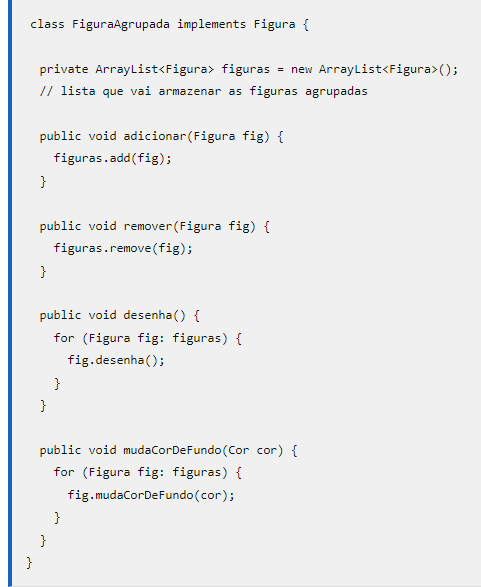 class FiguraAgrupada implements Figura {
private ArrayList<Figura> figuras = new ArrayList<Figura>();
// lista que vai armazenar as figuras agrupadas
public void adicionar(Figura fig) {
figuras.add(fig);
}
public void remover(Figura fig) {
figuras.remove(fig);
}
public void desenha() {
for (Figura fig: figuras) {
fig.desenha();
}
}
public void mudaCorDeFundo(Cor cor) {
for (Figura fig: figuras) {
fig.mudaCorDeFundo(cor);
}
}
}